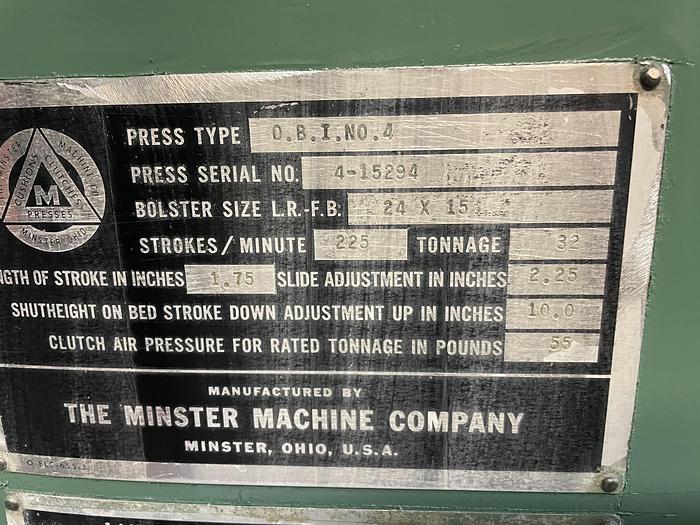 THE MINSTER MACHINE CO.
CUSHIONS CLUTCHES
M
PRESSES
MINSTER OHIO
PRESS TYPE O.B.I.NO.4
PRESS SERIAL NO. 4-15294
BOLSTER SIZE L.R.-F.B. 24 X 15
STROKES/MINUTE 225 TONNAGE 32
NGTH OF STROKE IN INCHES 1.75 SLIDE ADJUSTMENT IN INCHES 2.25
SHUTHEIGHT ON BED STROKE DOWN ADJUSTMENT UP IN INCHES 10.0
CLUTCH AIR PRESSURE FOR RATED TONNAGE IN POUNDS 55
MANUFACTURED BY
THE MINSTER MACHINE COMPANY
MINSTER, OHIO, U.S.A.